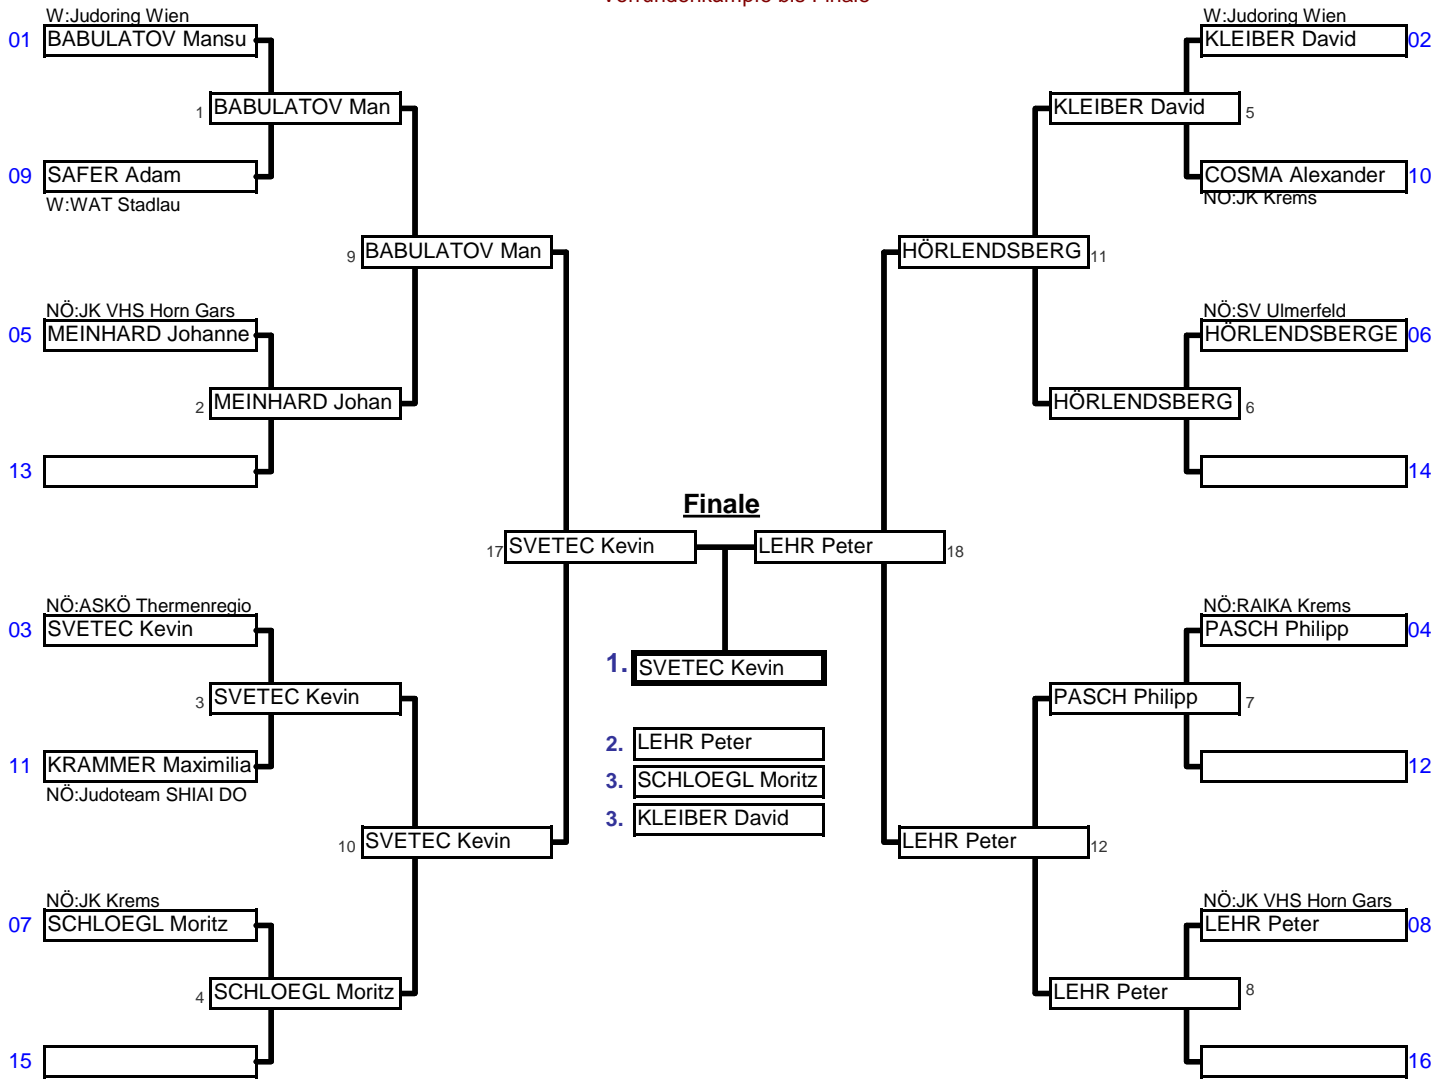 Vorrundenkämpfe bis Finale
W:Judoring Wien
01 BABULATOV Mansu
1 BABULATOV Man
09 SAFER Adam
W:WAT Stadlau
9 BABULATOV Man
NÖ:JK VHS Horn Gars
05 MEINHARD Johanne
2 MEINHARD Johan
13
17 SVETEC Kevin
NÖ:ASKÖ Thermenregio
03 SVETEC Kevin
3 SVETEC Kevin
11 KRAMMER Maximilia
NÖ:Judoteam SHIAI DO
10 SVETEC Kevin
NÖ:JK Krems
07 SCHLOEGL Moritz
4 SCHLOEGL Moritz
15
Finale
1. SVETEC Kevin
2. LEHR Peter
3. SCHLOEGL Moritz
3. KLEIBER David
W:Judoring Wien
KLEIBER David 02
KLEIBER David 5
COSMA Alexander 10
NÖ:JK Krems
HÖRLENDSBERG 11
NÖ:SV Ulmerfeld
HÖRLENDSBERGE 06
HÖRLENDSBERG 6
14
LEHR Peter 18
NÖ:RAIKA Krems
PASCH Philipp 04
PASCH Philipp 7
12
LEHR Peter 12
NÖ:JK VHS Horn Gars
LEHR Peter 08
LEHR Peter 8
16